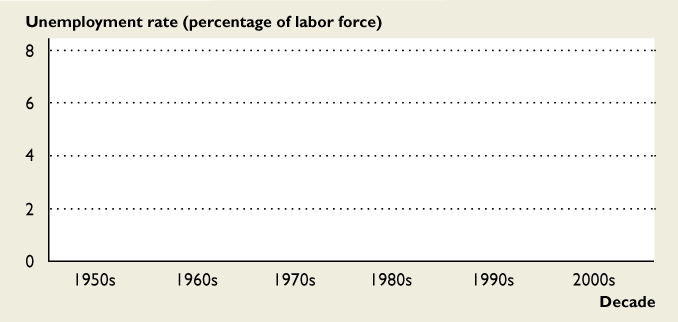 Unemployment rate (percentage of labor force)
8
6
4
2
0
1950s 1960s 1970s 1980s 1990s 2000s
Decade